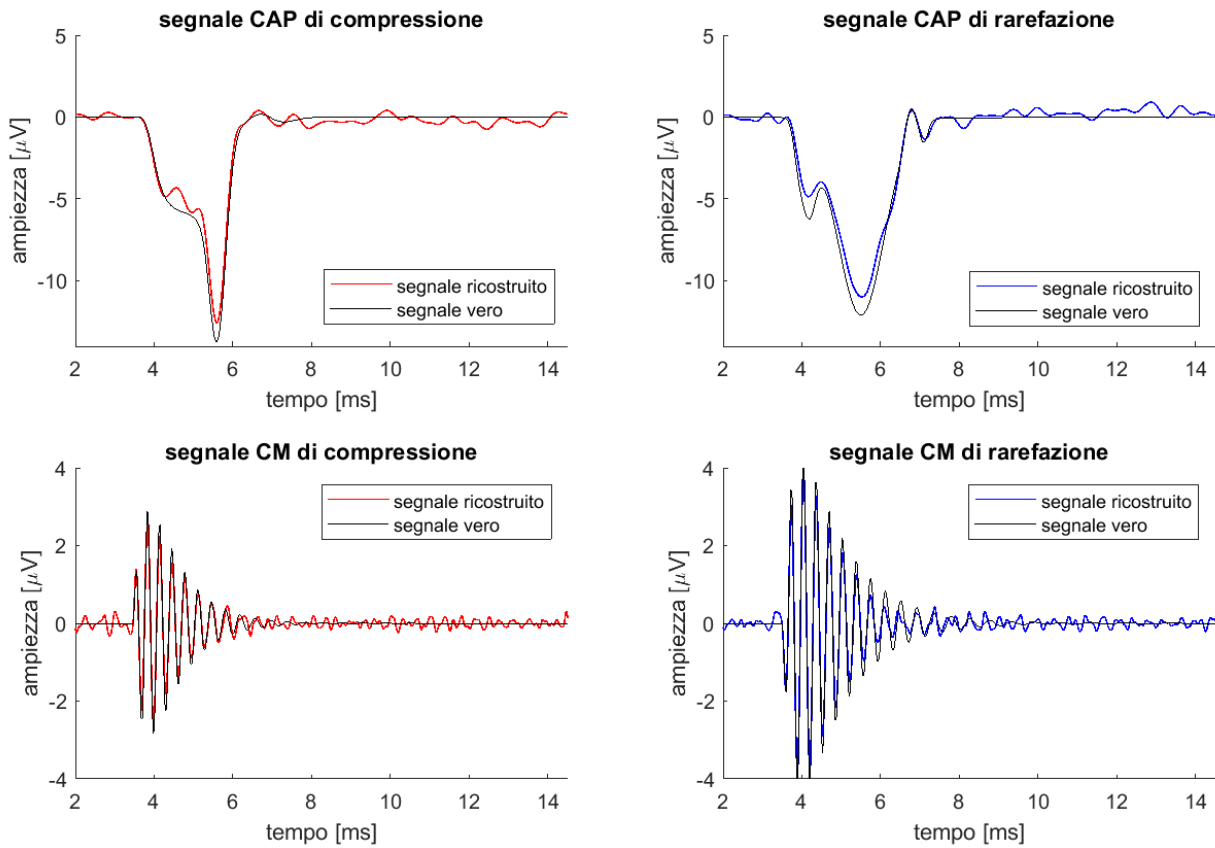 segnale CAP di compressione
5
0
-5
-10
ampiezza [μV]
segnale ricostruito
segnale vero
2 4 6 8 10 12 14
tempo [ms]
segnale CAP di rarefazione
5
0
-5
-10
ampiezza [μV]
segnale ricostruito
segnale vero
2 4 6 8 10 12 14
tempo [ms]
segnale CM di compressione
4
2
0
-2
-4
ampiezza [μV]
segnale ricostruito
segnale vero
2 4 6 8 10 12 14
tempo [ms]
segnale CM di rarefazione
4
2
0
-2
-4
ampiezza [μV]
segnale ricostruito
segnale vero
2 4 6 8 10 12 14
tempo [ms]